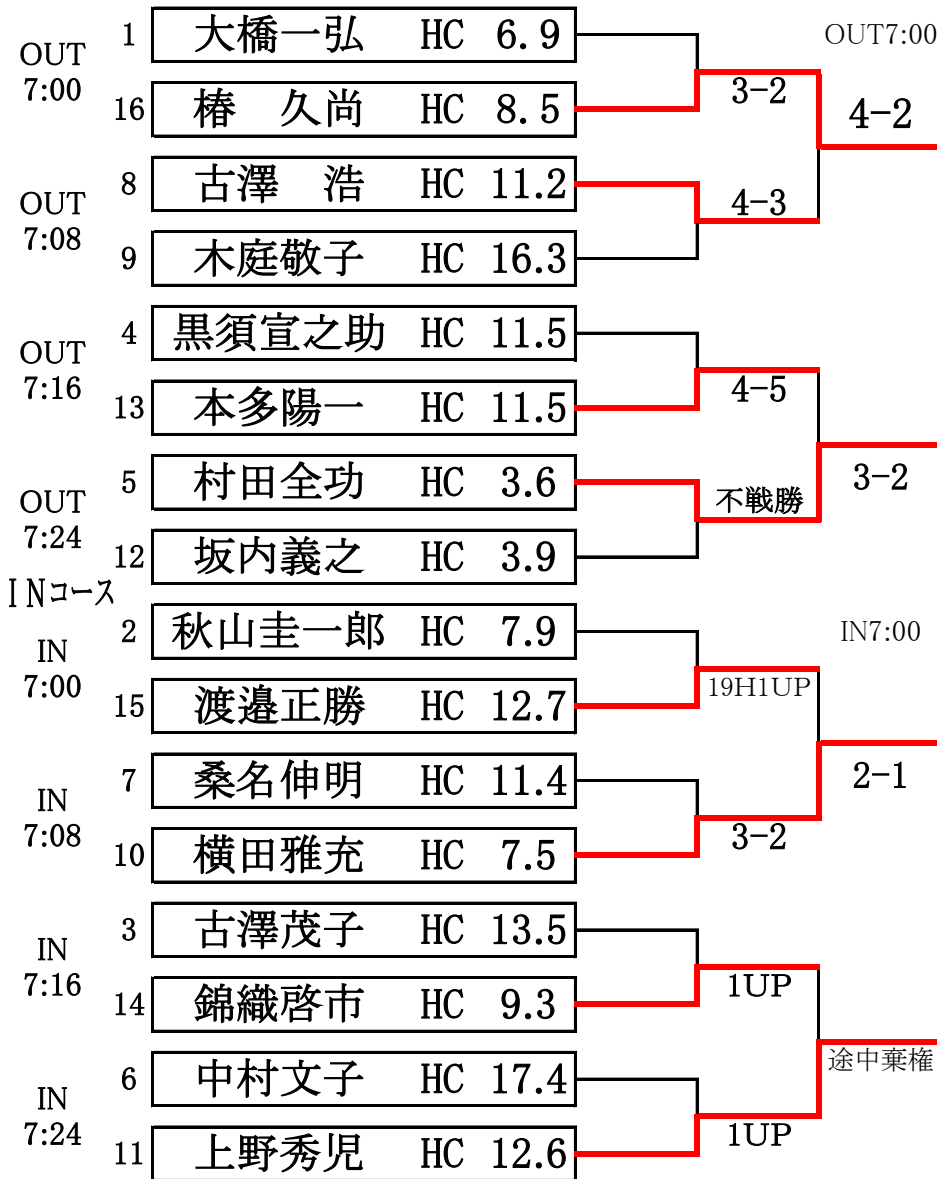 1 大橋一弘 HC 6.9
OUT7:00
OUT
7:00
3-2
16 椿 久尚 HC 8.5
4-2
8 古澤 浩 HC 11.2
OUT
7:08
4-3
9 木庭敬子 HC 16.3
4 黒須宣之助 HC 11.5
OUT
7:16
4-5
13 本多陽一 HC 11.5
5 村田全功 HC 3.6
3-2
OUT
7:24
不戦勝
12 坂内義之 HC 3.9
INコース
2 秋山圭一郎 HC 7.9
IN7:00
IN
7:00
19H1UP
15 渡邉正勝 HC 12.7
7 桑名伸明 HC 11.4
2-1
IN
7:08
3-2
10 横田雅充 HC 7.5
3 古澤茂子 HC 13.5
IN
7:16
1UP
14 錦織啓市 HC 9.3
途中棄権
6 中村文子 HC 17.4
IN
7:24
1UP
11 上野秀児 HC 12.6